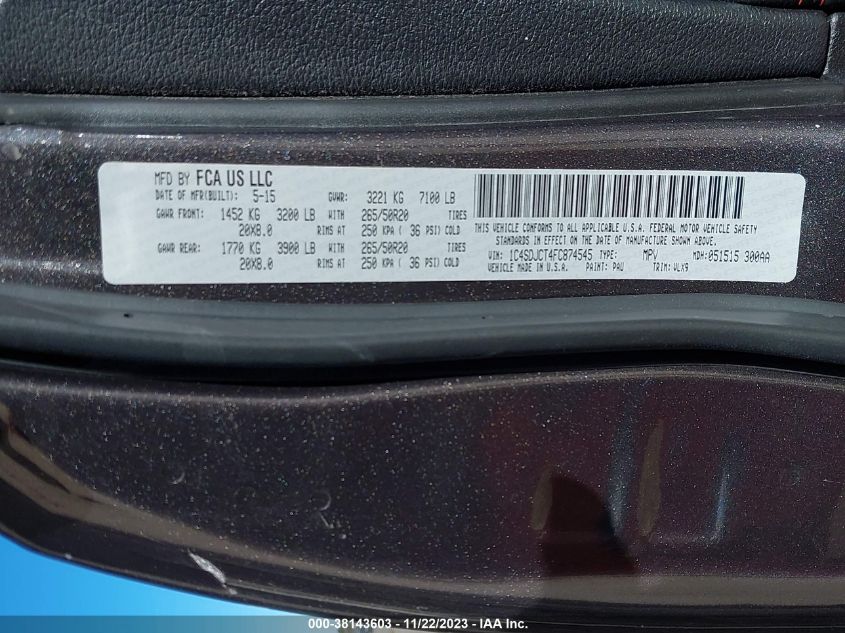 MFD BY FCA US LLC
DATE OF MFR(BUILT): 5-15 GVWR: 3221 KG 7100 LB
GAWR FRONT: 1452 KG 3200 LB WITH 265/50R20 TIRES
20X8.0 RIMS AT 250 KPA ( 36 PSI) COLD
GAWR REAR: 1770 KG 3900 LB WITH 265/50R20 TIRES
20X8.0 RIMS AT 250 KPA ( 36 PSI) COLD
THIS VEHICLE CONFORMS TO ALL APPLICABLE U.S.A. FEDERAL MOTOR VEHICLE SAFETY
STANDARDS IN EFFECT ON THE DATE OF MANUFACTURE SHOWN ABOVE.
VIN: 1C4SDJCT4FC874545 TYPE: MPV MDH:051515 300AA
MADE IN U.S.A. PAINT: PAU TRIM: VLX9
000-38143603 - 11/22/2023 - IAA Inc.